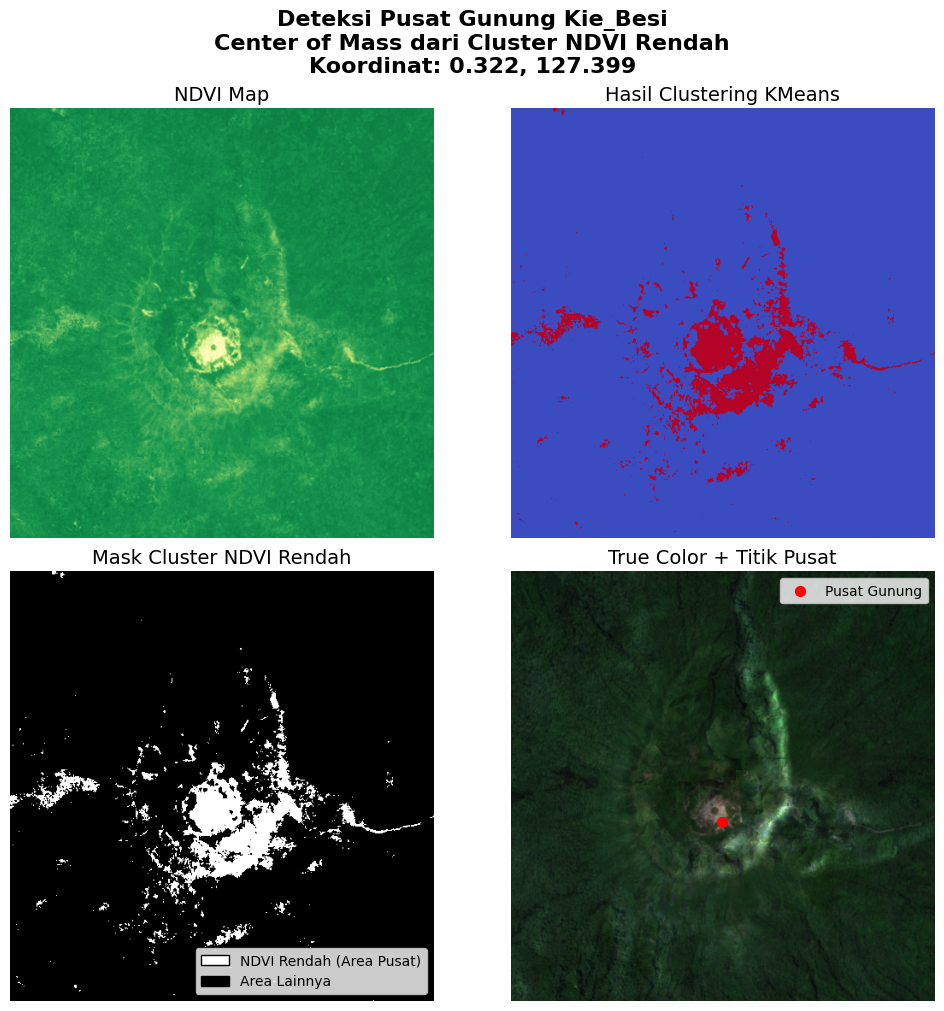 Deteksi Pusat Gunung Kie_Besi
Center of Mass dari Cluster NDVI Rendah
Koordinat: 0.322, 127.399
NDVI Map
Hasil Clustering KMeans
Mask Cluster NDVI Rendah
NDVI Rendah (Area Pusat)
Area Lainnya
True Color + Titik Pusat
Pusat Gunung